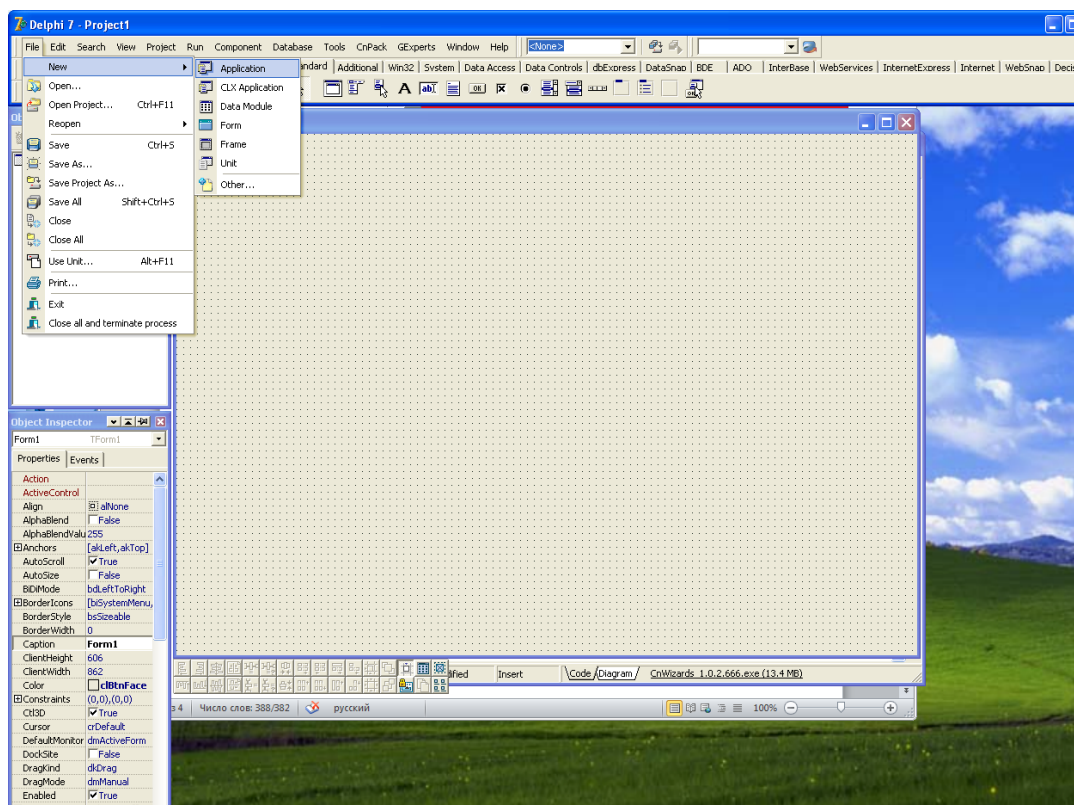 Delphi 7 - Project1
File Edit Search View Project Run Component Database Tools CnPack GExperts Window Help <None>
New
Open...
Open Project... Ctrl+F11
Reopen
Save Ctrl+S
Save As...
Save Project As...
Save All Shift+Ctrl+S
Close
Close All
Use Unit... Alt+F11
Print...
Exit
Close all and terminate process
Application
CLX Application
Data Module
Form
Frame
Unit
Other...
Additional Win32 System Data Access Data Controls dbExpress DataSnap BDE ADO InterBase WebServices InternetExpress Internet WebSnap
Object Inspector
Form1 TForm1
Properties Events
Action
ActiveControl
Align alNone
AlphaBlend False
AlphaBlendValu 255
Anchors [akLeft,akTop]
AutoScroll True
AutoSize False
BiDiMode bdLeftToRight
BorderIcons [biSystemMenu,
BorderStyle bsSizeable
BorderWidth 0
Caption Form1
ClientHeight 606
ClientWidth 862
Color clBtnFace
Constraints (0,0),(0,0)
Ctl3D True
Cursor crDefault
DefaultMonitor dmActiveForm
DockSite False
DragKind dkDrag
DragMode dmManual
Enabled True
Insert Code Diagram CnWizards_1.0.2.666.exe (13.4 MB)
з 4 Число слов: 388/382 русский 100%